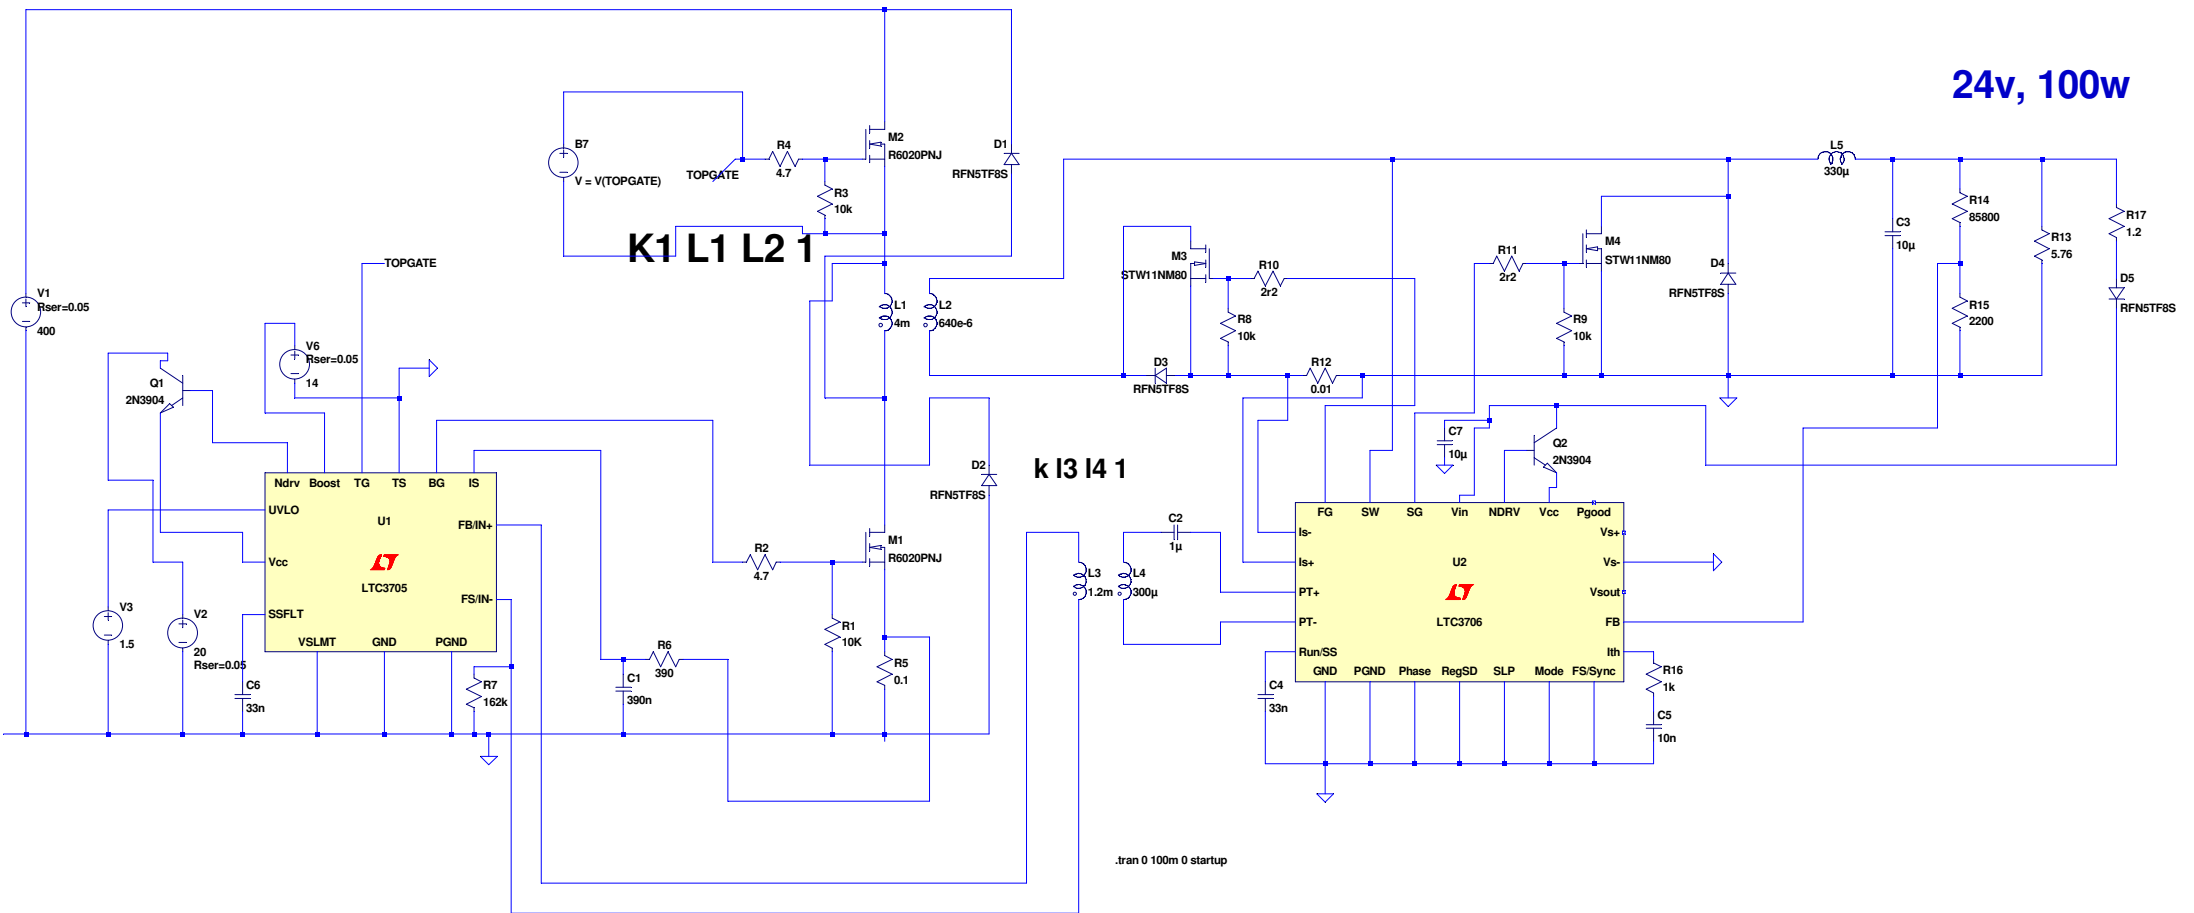 24v, 100w
B7
V = V(TOPGATE)
TOPGATE
R4
4.7
M2
R6020PNJ
D1
RFN5TF8S
R3
10k
K1 L1 L2 1
L5
330µ
R14
85800
R17
1.2
C3
10µ
R13
5.76
M4
STW11NM80
R11
2r2
M3
STW11NM80
R10
2r2
D4
RFN5TF8S
D5
RFN5TF8S
TOPGATE
V1
Rser=0.05
400
L1
4m
L2
640e-6
R8
10k
R9
10k
R15
2200
V6
Rser=0.05
14
Q1
2N3904
D3
RFN5TF8S
R12
0.01
C7
10µ
Q2
2N3904
k l3 l4 1
D2
RFN5TF8S
Ndrv
Boost
TG
TS
BG
IS
UVLO
U1
FB/IN+
Vcc
LTC3705
FS/IN-
SSFLT
VSLMT
GND
PGND
FG
SW
SG
Vin
NDRV
Vcc
Pgood
Is-
Vs+
Is+
U2
Vs-
PT+
Vsout
PT-
LTC3706
FB
Run/SS
Ith
GND
PGND
Phase
RegSD
SLP
Mode
FS/Sync
C2
1µ
R2
4.7
M1
R6020PNJ
L3
1.2m
L4
300µ
V3
1.5
V2
20
Rser=0.05
R1
10K
R6
390
R5
0.1
C6
33n
R7
162k
C1
390n
C4
33n
R16
1k
C5
10n
.tran 0 100m 0 startup